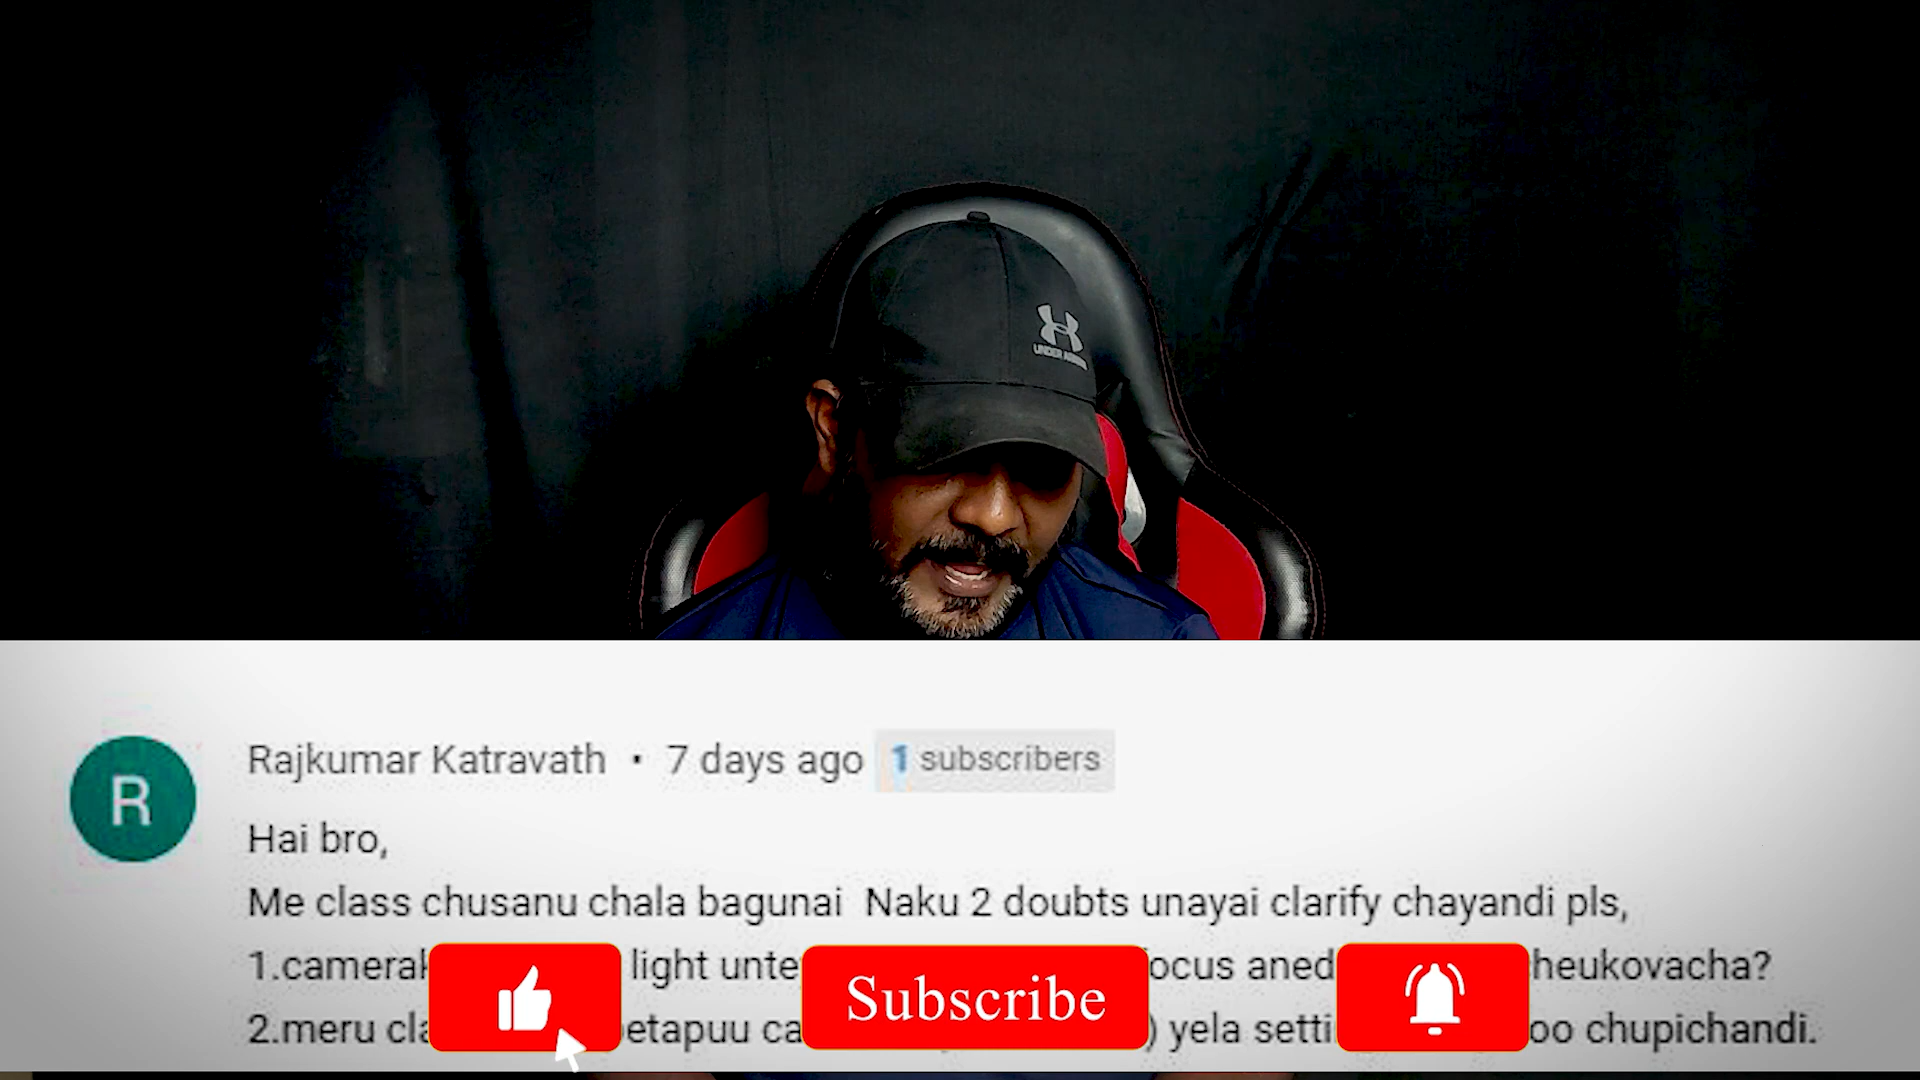 UNDER ARMOUR
R
Rajkumar Katravath • 7 days ago 1 subscribers
Hai bro,
Me class chusanu chala bagunai Naku 2 doubts unayai clarify chayandi pls,
1.camera light unte ocus aned heukovacha?
2.meru cla etapuu ca ) yela setti oo chupichandi.
Subscribe